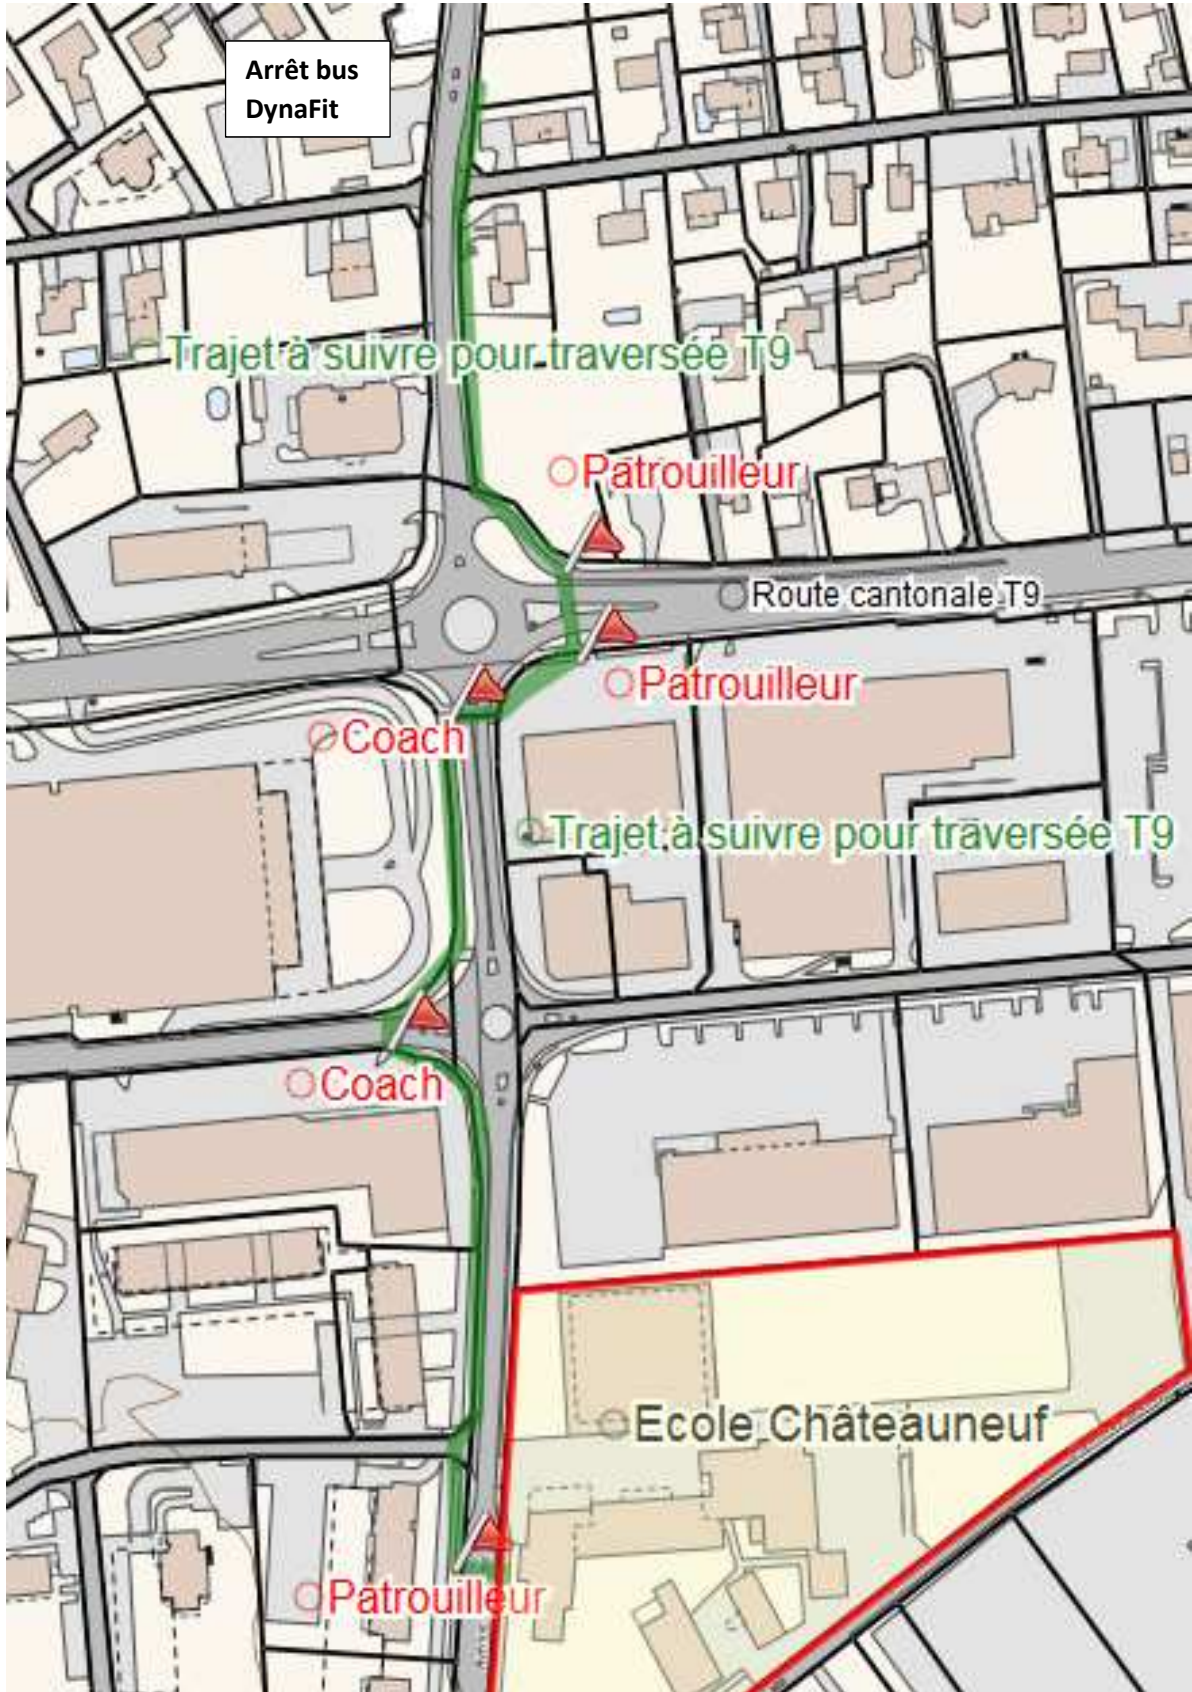 Arrêt bus
DynaFit
Trajet à suivre pour traversée T9
Patrouilleur
Route cantonale T9
Patrouilleur
Coach
Trajet à suivre pour traversée T9
Coach
Ecole Châteauneuf
Patrouilleur